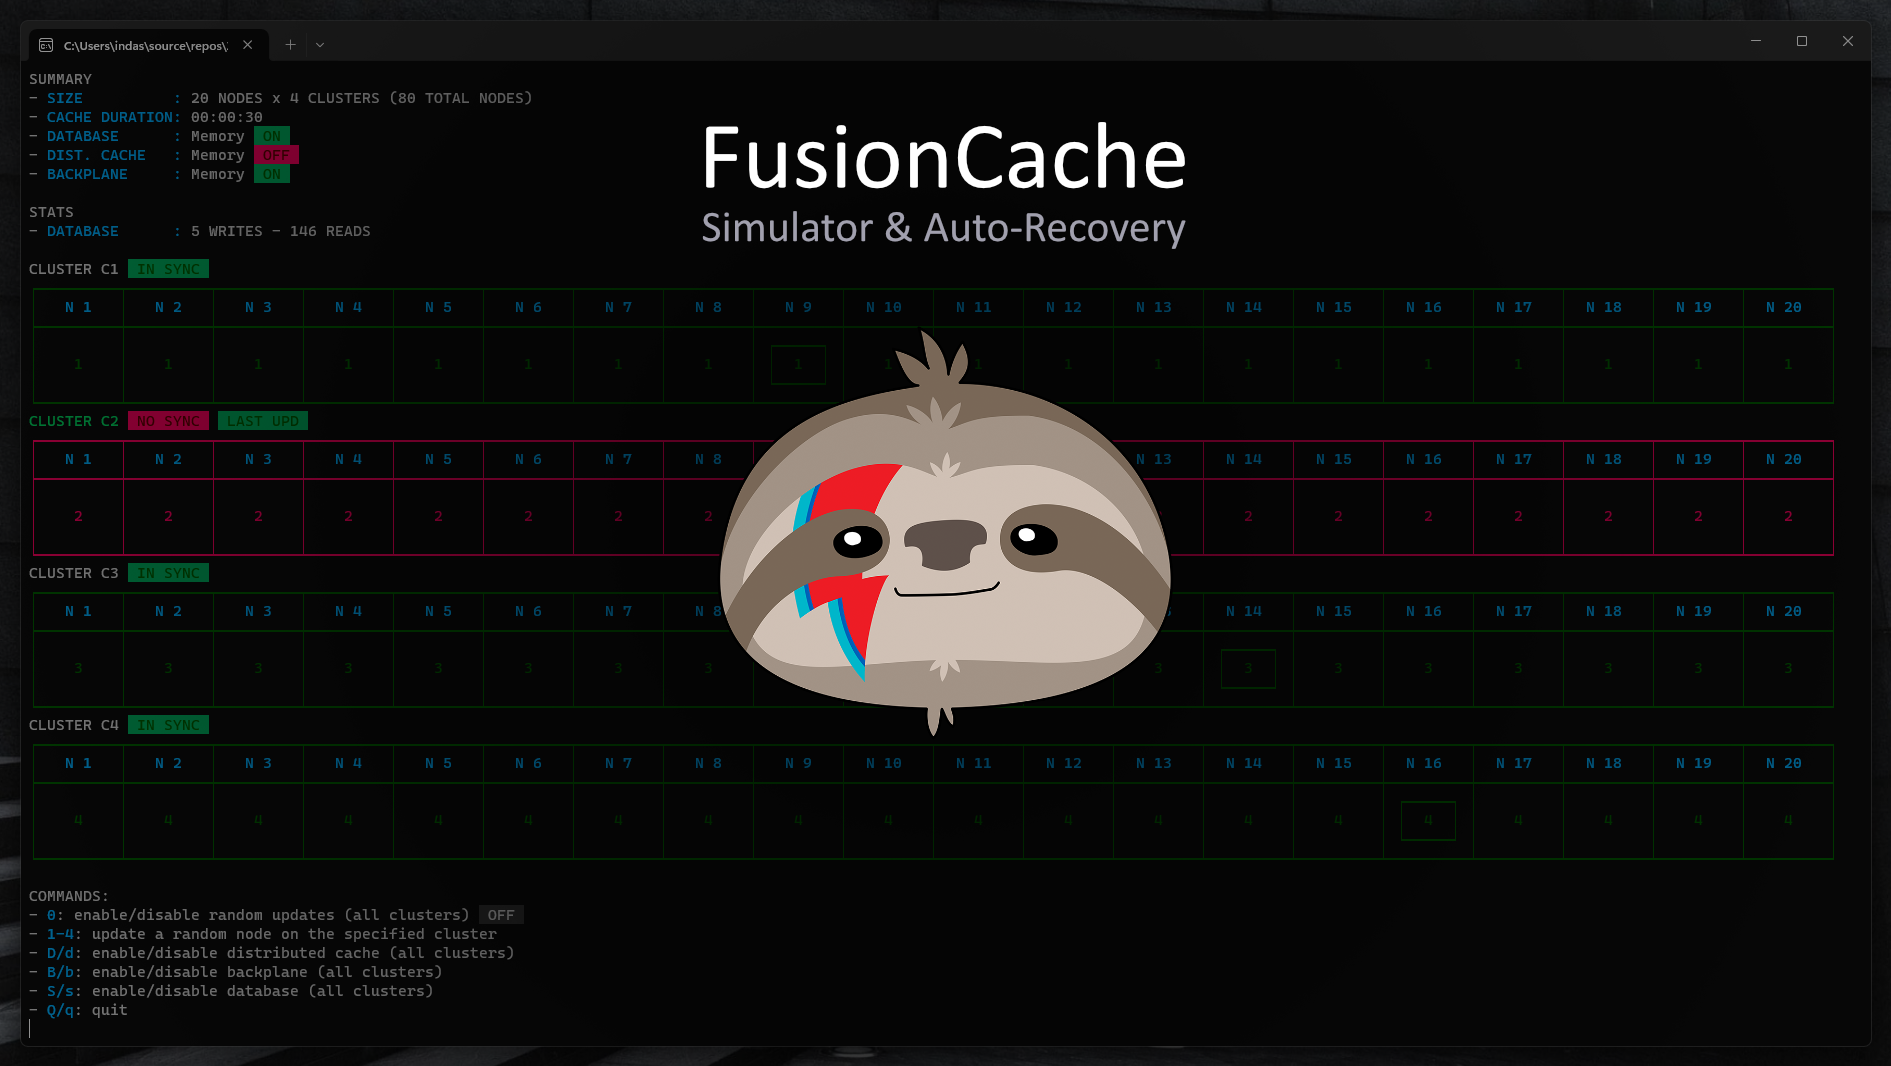 C:\Users\indas\source\repos\
FusionCache
Simulator & Auto-Recovery
SUMMARY
- SIZE : 20 NODES x 4 CLUSTERS (80 TOTAL NODES)
- CACHE DURATION: 00:00:30
- DATABASE : Memory ON
- DIST. CACHE : Memory OFF
- BACKPLANE : Memory ON
STATS
- DATABASE : 5 WRITES - 146 READS
CLUSTER C1 IN SYNC
N 1 N 2 N 3 N 4 N 5 N 6 N 7 N 8 N 9 N 10 N 11 N 12 N 13 N 14 N 15 N 16 N 17 N 18 N 19 N 20
1 1 1 1 1 1 1 1 1 1 1 1 1 1 1 1 1 1 1 1
CLUSTER C2 NO SYNC LAST UPD
N 1 N 2 N 3 N 4 N 5 N 6 N 7 N 8 N 13 N 14 N 15 N 16 N 17 N 18 N 19 N 20
2 2 2 2 2 2 2 2 2 2 2 2 2 2 2
CLUSTER C3 IN SYNC
N 1 N 2 N 3 N 4 N 5 N 6 N 7 N 8 N 14 N 15 N 16 N 17 N 18 N 19 N 20
3 3 3 3 3 3 3 3 3 3 3 3 3 3 3 3
CLUSTER C4 IN SYNC
N 1 N 2 N 3 N 4 N 5 N 6 N 7 N 8 N 9 N 10 N 11 N 12 N 13 N 14 N 15 N 16 N 17 N 18 N 19 N 20
4 4 4 4 4 4 4 4 4 4 4 4 4 4 4 4 4 4 4 4
COMMANDS:
- 0: enable/disable random updates (all clusters) OFF
- 1-4: update a random node on the specified cluster
- D/d: enable/disable distributed cache (all clusters)
- B/b: enable/disable backplane (all clusters)
- S/s: enable/disable database (all clusters)
- Q/q: quit